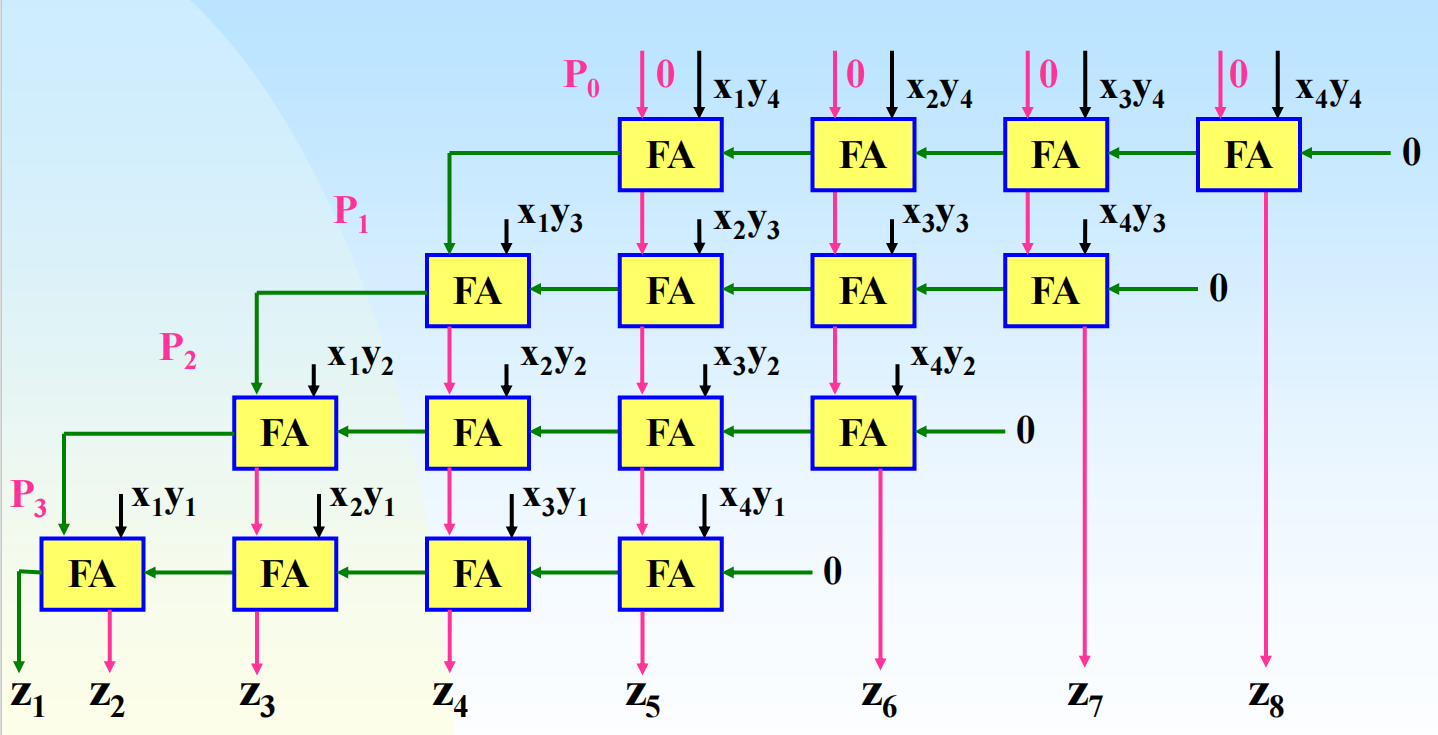 P₀ 0 x₁y₄ 0 x₂y₄ 0 x₃y₄ 0 x₄y₄
FA FA FA FA 0
P₁ x₁y₃ x₂y₃ x₃y₃ x₄y₃
FA FA FA FA 0
P₂ x₁y₂ x₂y₂ x₃y₂ x₄y₂
FA FA FA FA 0
P₃ x₁y₁ x₂y₁ x₃y₁ x₄y₁
FA FA FA FA 0
z₁ z₂ z₃ z₄ z₅ z₆ z₇ z₈